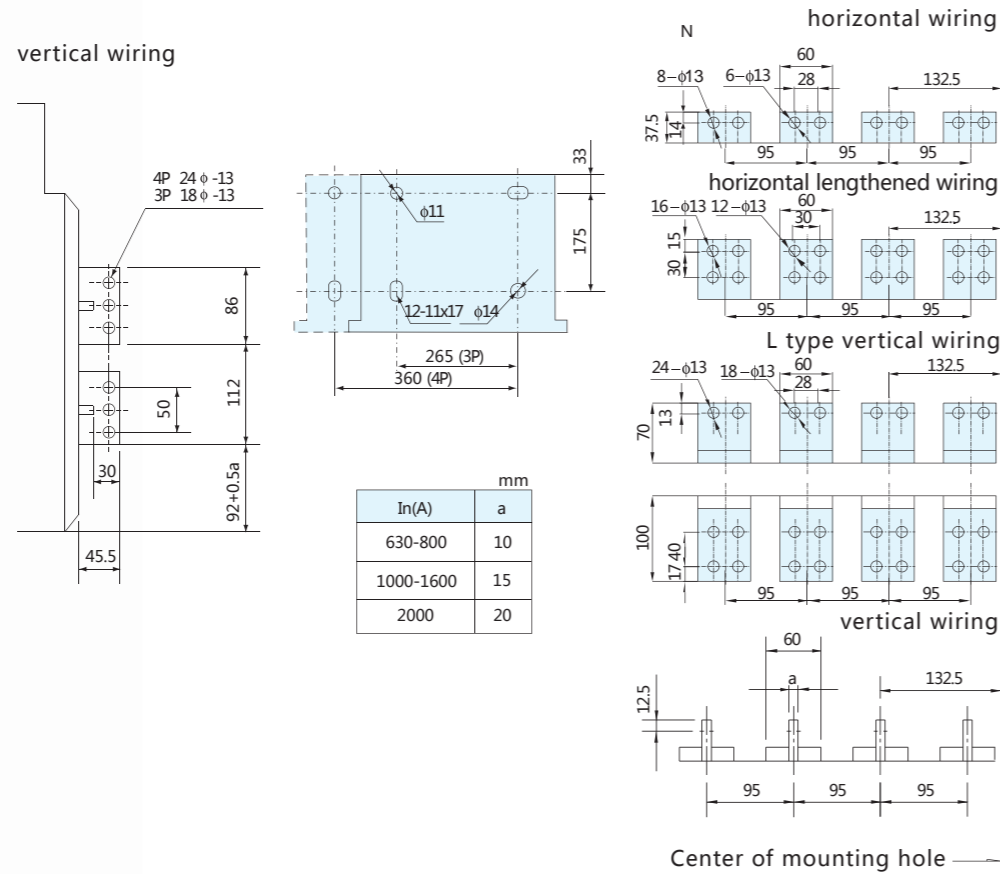 vertical wiring
4P 24 ϕ -13
3P 18 ϕ -13
86
112
50
30
92+0.5a
45.5
33
175
ϕ11
12-11x17 ϕ14
265 (3P)
360 (4P)
mm
In(A) a
630-800 10
1000-1600 15
2000 20
horizontal wiring
N
60
8-ϕ13 6-ϕ13 28 132.5
37.5 14
95 95 95
horizontal lengthened wiring
60
16-ϕ13 12-ϕ13 30 132.5
15
30
95 95 95
L type vertical wiring
60
24-ϕ13 18-ϕ13 28 132.5
13
70
100
40
17
95 95 95
vertical wiring
60
a 132.5
12.5
95 95 95
Center of mounting hole